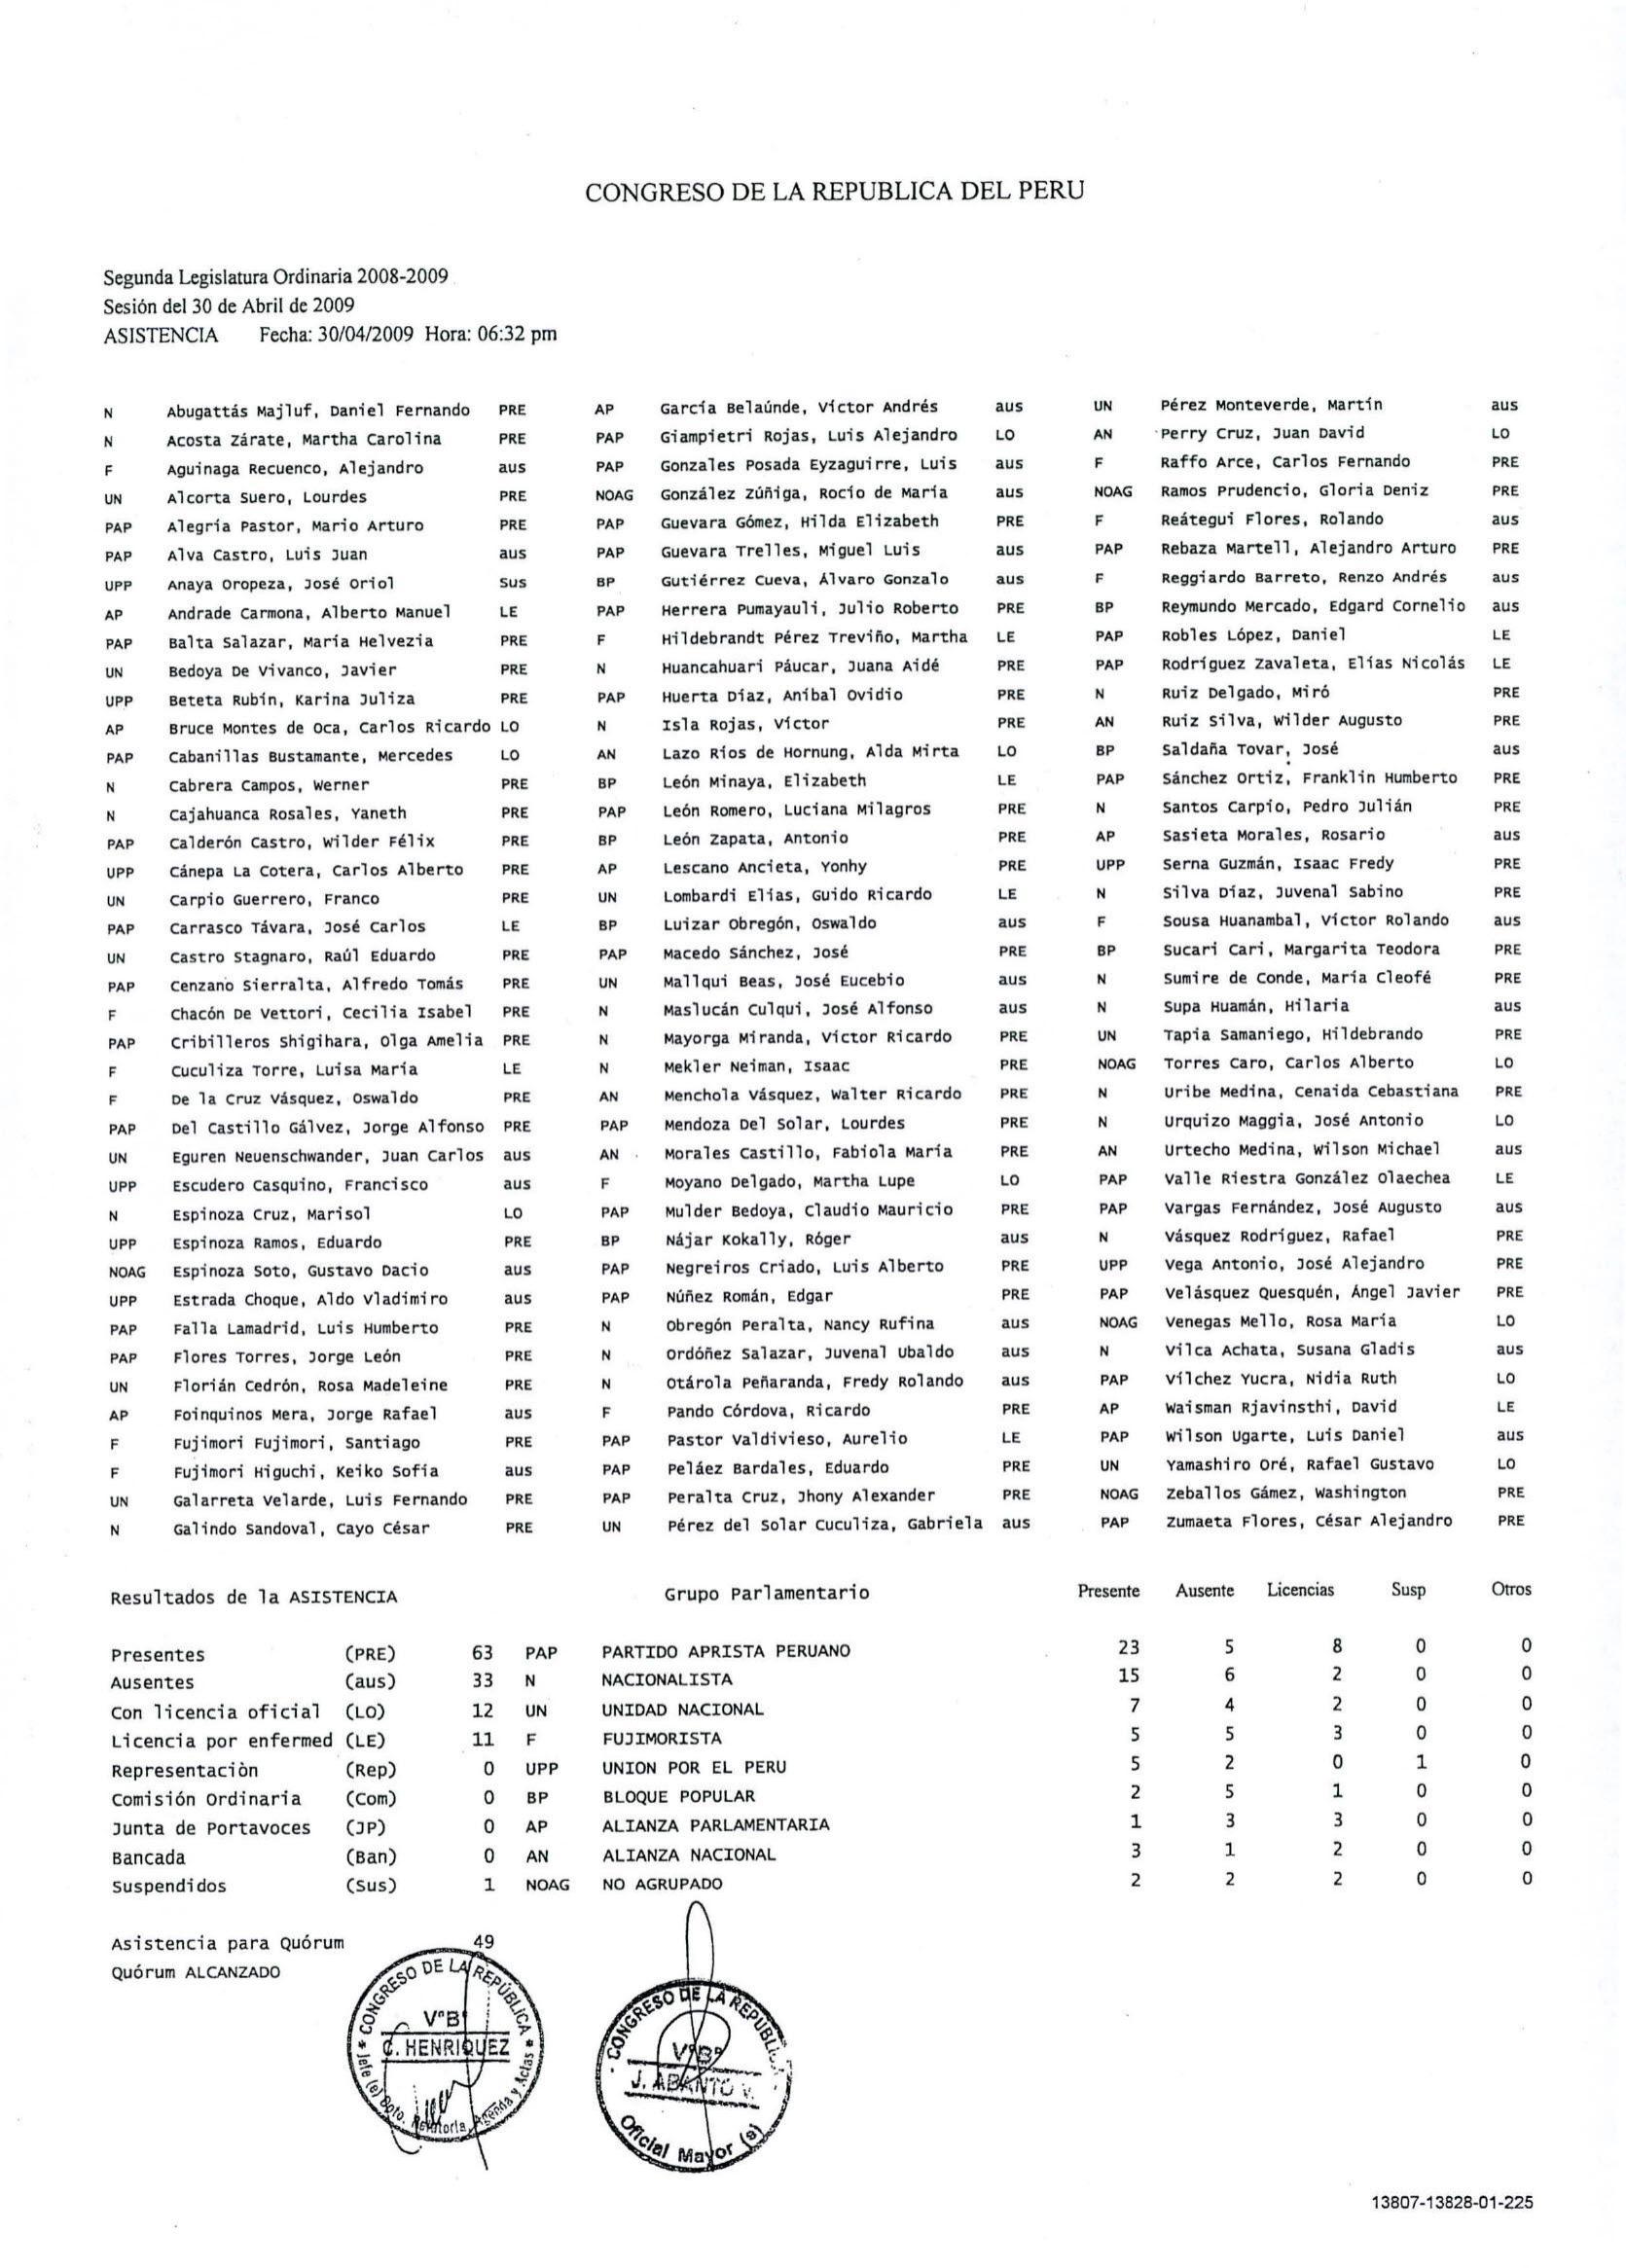 CONGRESO DE LA REPUBLICA DEL PERU
Segunda Legislatura Ordinaria 2008-2009
Sesión del 30 de Abril de 2009
ASISTENCIA Fecha: 30/04/2009 Hora: 06:32 pm
N Abugattás Majluf, Daniel Fernando PRE
N Acosta Zárate, Martha Carolina PRE
F Aguinaga Recuenco, Alejandro aus
UN Alcorta Suero, Lourdes PRE
PAP Alegría Pastor, Mario Arturo PRE
PAP Alva Castro, Luis Juan aus
UPP Anaya Oropeza, José Oriol Sus
AP Andrade Carmona, Alberto Manuel LE
PAP Balta Salazar, María Helvezia PRE
UN Bedoya De Vivanco, Javier PRE
UPP Beteta Rubín, Karina Juliza PRE
AP Bruce Montes de Oca, Carlos Ricardo LO
PAP Cabanillas Bustamante, Mercedes LO
N Cabrera Campos, Werner PRE
N Cajahuanca Rosales, Yaneth PRE
PAP Calderón Castro, Wilder Félix PRE
UPP Cánepa La Cotera, Carlos Alberto PRE
UN Carpio Guerrero, Franco PRE
PAP Carrasco Távara, José Carlos LE
UN Castro Stagnaro, Raúl Eduardo PRE
PAP Cenzano Sierralta, Alfredo Tomás PRE
F Chacón De Vettori, Cecilia Isabel PRE
PAP Cribilleros Shigihara, Olga Amelia PRE
F Cuculiza Torre, Luisa María LE
F De la Cruz Vásquez, Oswaldo PRE
PAP Del Castillo Gálvez, Jorge Alfonso PRE
UN Eguren Neuenschwander, Juan Carlos aus
UPP Escudero Casquino, Francisco aus
N Espinoza Cruz, Marisol LO
UPP Espinoza Ramos, Eduardo PRE
NOAG Espinoza Soto, Gustavo Dacio aus
UPP Estrada Choque, Aldo Vladimiro aus
PAP Falla Lamadrid, Luis Humberto PRE
PAP Flores Torres, Jorge León PRE
UN Florián Cedrón, Rosa Madeleine PRE
AP Foinquinos Mera, Jorge Rafael aus
F Fujimori Fujimori, Santiago PRE
F Fujimori Higuchi, Keiko Sofía aus
UN Galarreta Velarde, Luis Fernando PRE
N Galindo Sandoval, Cayo César PRE
AP García Belaúnde, Víctor Andrés aus
PAP Giampietri Rojas, Luis Alejandro LO
PAP Gonzales Posada Eyzaguirre, Luis aus
NOAG González Zúñiga, Rocío de María aus
PAP Guevara Gómez, Hilda Elizabeth PRE
PAP Guevara Trelles, Miguel Luis aus
BP Gutiérrez Cueva, Álvaro Gonzalo aus
PAP Herrera Pumayauli, Julio Roberto PRE
F Hildebrandt Pérez Treviño, Martha LE
N Huancahuari Páucar, Juana Aidé PRE
PAP Huerta Díaz, Aníbal Ovidio PRE
N Isla Rojas, Víctor PRE
AN Lazo Ríos de Hornung, Alda Mirta LO
BP León Minaya, Elizabeth LE
PAP León Romero, Luciana Milagros PRE
BP León Zapata, Antonio PRE
AP Lescano Ancieta, Yonhy PRE
UN Lombardi Elías, Guido Ricardo LE
BP Luizar Obregón, Oswaldo aus
PAP Macedo Sánchez, José PRE
UN Mallqui Beas, José Eucebio aus
N Maslucán Culqui, José Alfonso aus
N Mayorga Miranda, Víctor Ricardo PRE
N Mekler Neiman, Isaac PRE
AN Menchola Vásquez, Walter Ricardo PRE
PAP Mendoza Del Solar, Lourdes PRE
AN Morales Castillo, Fabiola María PRE
F Moyano Delgado, Martha Lupe LO
PAP Mulder Bedoya, Claudio Mauricio PRE
BP Nájar Kokally, Róger aus
PAP Negreiros Criado, Luis Alberto PRE
PAP Núñez Román, Edgar PRE
N Obregón Peralta, Nancy Rufina aus
N Ordóñez Salazar, Juvenal Ubaldo aus
N Otárola Peñaranda, Fredy Rolando aus
F Pando Córdova, Ricardo PRE
PAP Pastor Valdivieso, Aurelio LE
PAP Peláez Bardales, Eduardo PRE
PAP Peralta Cruz, Jhony Alexander PRE
UN Pérez del Solar Cuculiza, Gabriela aus
UN Pérez Monteverde, Martín aus
AN Perry Cruz, Juan David LO
F Raffo Arce, Carlos Fernando PRE
NOAG Ramos Prudencio, Gloria Deniz PRE
F Reátegui Flores, Rolando aus
PAP Rebaza Martell, Alejandro Arturo PRE
F Reggiardo Barreto, Renzo Andrés aus
BP Reymundo Mercado, Edgard Cornelio aus
PAP Robles López, Daniel LE
PAP Rodríguez Zavaleta, Elías Nicolás LE
N Ruiz Delgado, Miró PRE
AN Ruiz Silva, Wilder Augusto PRE
BP Saldaña Tovar, José aus
PAP Sánchez Ortiz, Franklin Humberto PRE
N Santos Carpio, Pedro Julián PRE
AP Sasieta Morales, Rosario aus
UPP Serna Guzmán, Isaac Fredy PRE
N Silva Díaz, Juvenal Sabino PRE
F Sousa Huanambal, Víctor Rolando aus
BP Sucari Cari, Margarita Teodora PRE
N Sumire de Conde, María Cleofé PRE
N Supa Huamán, Hilaria aus
UN Tapia Samaniego, Hildebrando PRE
NOAG Torres Caro, Carlos Alberto LO
N Uribe Medina, Cenaida Cebastiana PRE
N Urquizo Maggia, José Antonio LO
AN Urtecho Medina, Wilson Michael aus
PAP Valle Riestra González Olaechea LE
PAP Vargas Fernández, José Augusto aus
N Vásquez Rodríguez, Rafael PRE
UPP Vega Antonio, José Alejandro PRE
PAP Velásquez Quesquén, Ángel Javier PRE
NOAG Venegas Mello, Rosa María LO
N Vilca Achata, Susana Gladis aus
PAP Vílchez Yucra, Nidia Ruth LO
AP Waisman Rjavinsthi, David LE
PAP Wilson Ugarte, Luis Daniel aus
UN Yamashiro Oré, Rafael Gustavo LO
NOAG Zeballos Gámez, Washington PRE
PAP Zumaeta Flores, César Alejandro PRE
Resultados de la ASISTENCIA Grupo Parlamentario Presente Ausente Licencias Susp Otros
Presentes (PRE) 63 PAP PARTIDO APRISTA PERUANO 23 5 8 0 0
Ausentes (aus) 33 N NACIONALISTA 15 6 2 0 0
Con licencia oficial (LO) 12 UN UNIDAD NACIONAL 7 4 2 0 0
Licencia por enfermed (LE) 11 F FUJIMORISTA 5 5 3 0 0
Representaciòn (Rep) 0 UPP UNION POR EL PERU 5 2 0 1 0
Comisión Ordinaria (Com) 0 BP BLOQUE POPULAR 2 5 1 0 0
Junta de Portavoces (JP) 0 AP ALIANZA PARLAMENTARIA 1 3 3 0 0
Bancada (Ban) 0 AN ALIANZA NACIONAL 3 1 2 0 0
Suspendidos (Sus) 1 NOAG NO AGRUPADO 2 2 2 0 0
Asistencia para Quórum 49
Quórum ALCANZADO
CONGRESO DE LA REPÚBLICA
V°B°
C. HENRIQUEZ
Jefe (e) Dpto. Relatoría, Agenda y Actas
CONGRESO DE LA REPUBLICA
V°B°
J. ABANTO V.
Oficial Mayor (e)
13807-13828-01-225